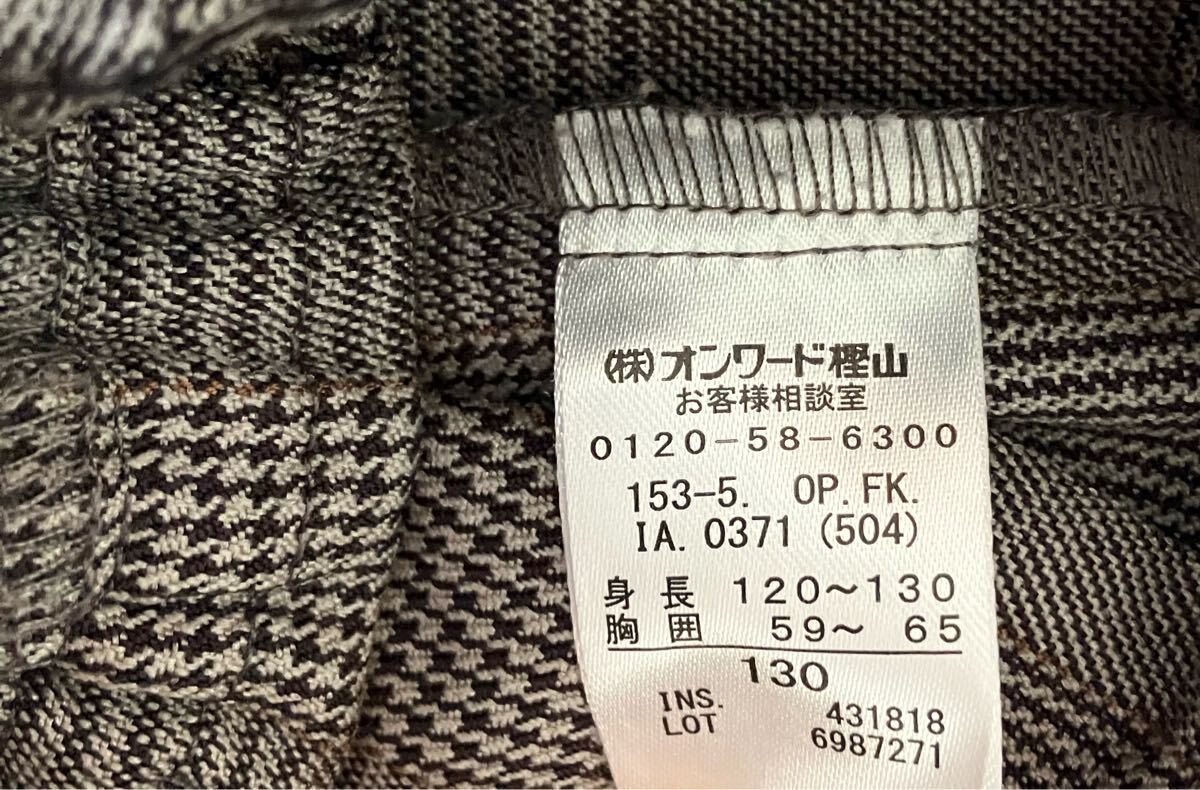 (株)オンワード樫山
お客様相談室
0120-58-6300
153-5. OP.FK.
IA. 0371 (504)
身 長 120〜130
胸 囲 59〜 65
130
INS. 431818
LOT 6987271